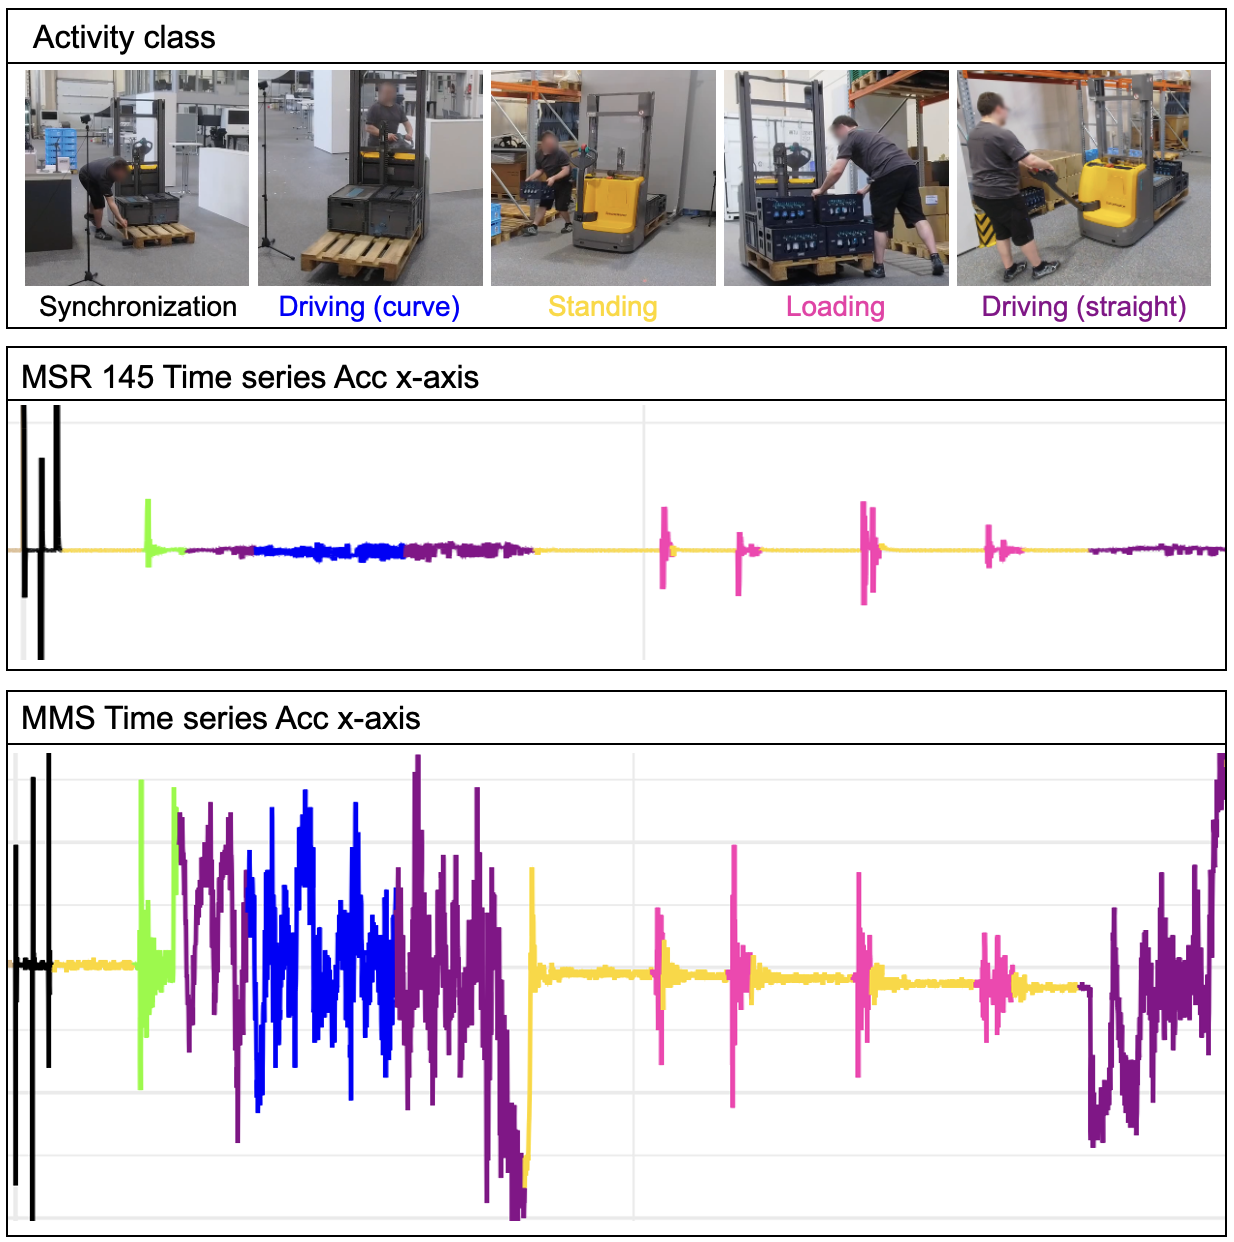 Activity class
Synchronization Driving (curve) Standing Loading Driving (straight)
MSR 145 Time series Acc x-axis
MMS Time series Acc x-axis